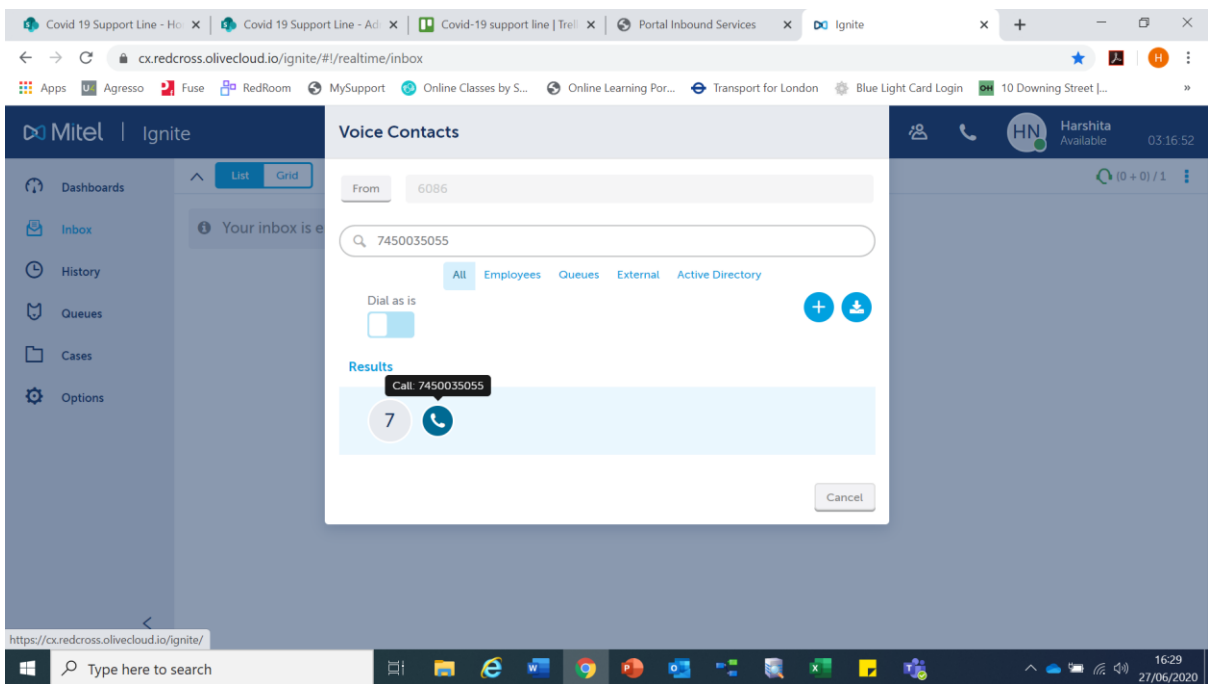 Covid 19 Support Line - Ho
Covid 19 Support Line - Ad
Covid-19 support line | Trell
Portal Inbound Services
Ignite
cx.redcross.olivecloud.io/ignite/#!/realtime/inbox
H
Apps
U4 Agresso
Fuse
RedRoom
MySupport
Online Classes by S...
Online Learning Por...
Transport for London
Blue Light Card Login
OH 10 Downing Street |...
»
Mitel | Ignite
Voice Contacts
HN
Harshita
Available
03:16:52
Dashboards
List
Grid
From
6086
(0 + 0) / 1
Inbox
Your inbox is e
7450035055
History
All
Employees
Queues
External
Active Directory
Queues
Dial as is
Cases
Results
Options
Call: 7450035055
7
Cancel
https://cx.redcross.olivecloud.io/ignite/
Type here to search
16:29
27/06/2020